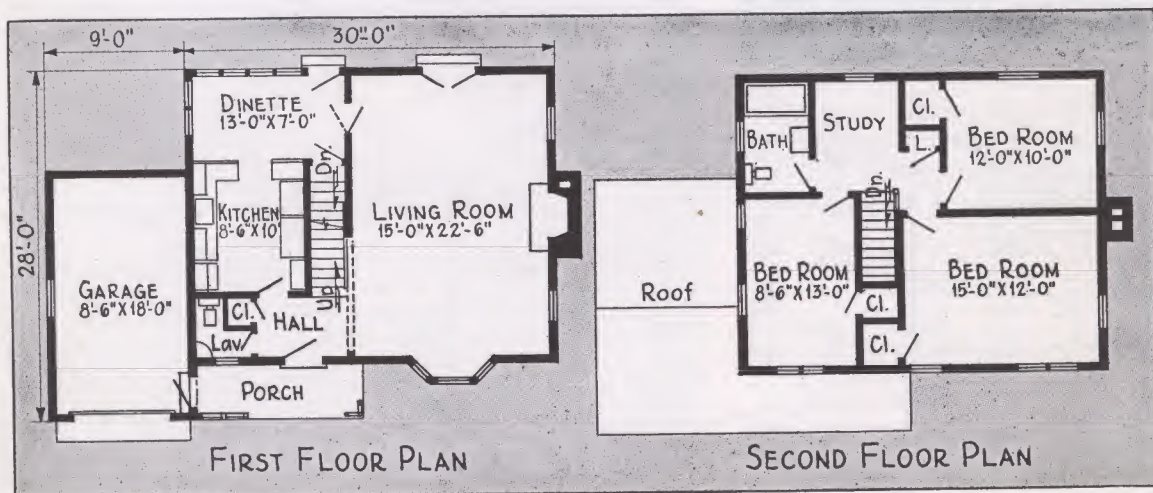 9'-0"
30'-0"
28'-0"
DINETTE
13'-0"X7'-0"
Dn.
KITCHEN
8'-6"X10'
LIVING ROOM
15'-0"X22'-6"
GARAGE
8'-6"X18'-0"
Up
Cl.
HALL
Lav.
PORCH
FIRST FLOOR PLAN
BATH
STUDY
Cl.
L.
BED ROOM
12'-0"X10'-0"
Dn.
BED ROOM
8'-6"X13'-0"
BED ROOM
15'-0"X12'-0"
Roof
Cl.
Cl.
SECOND FLOOR PLAN